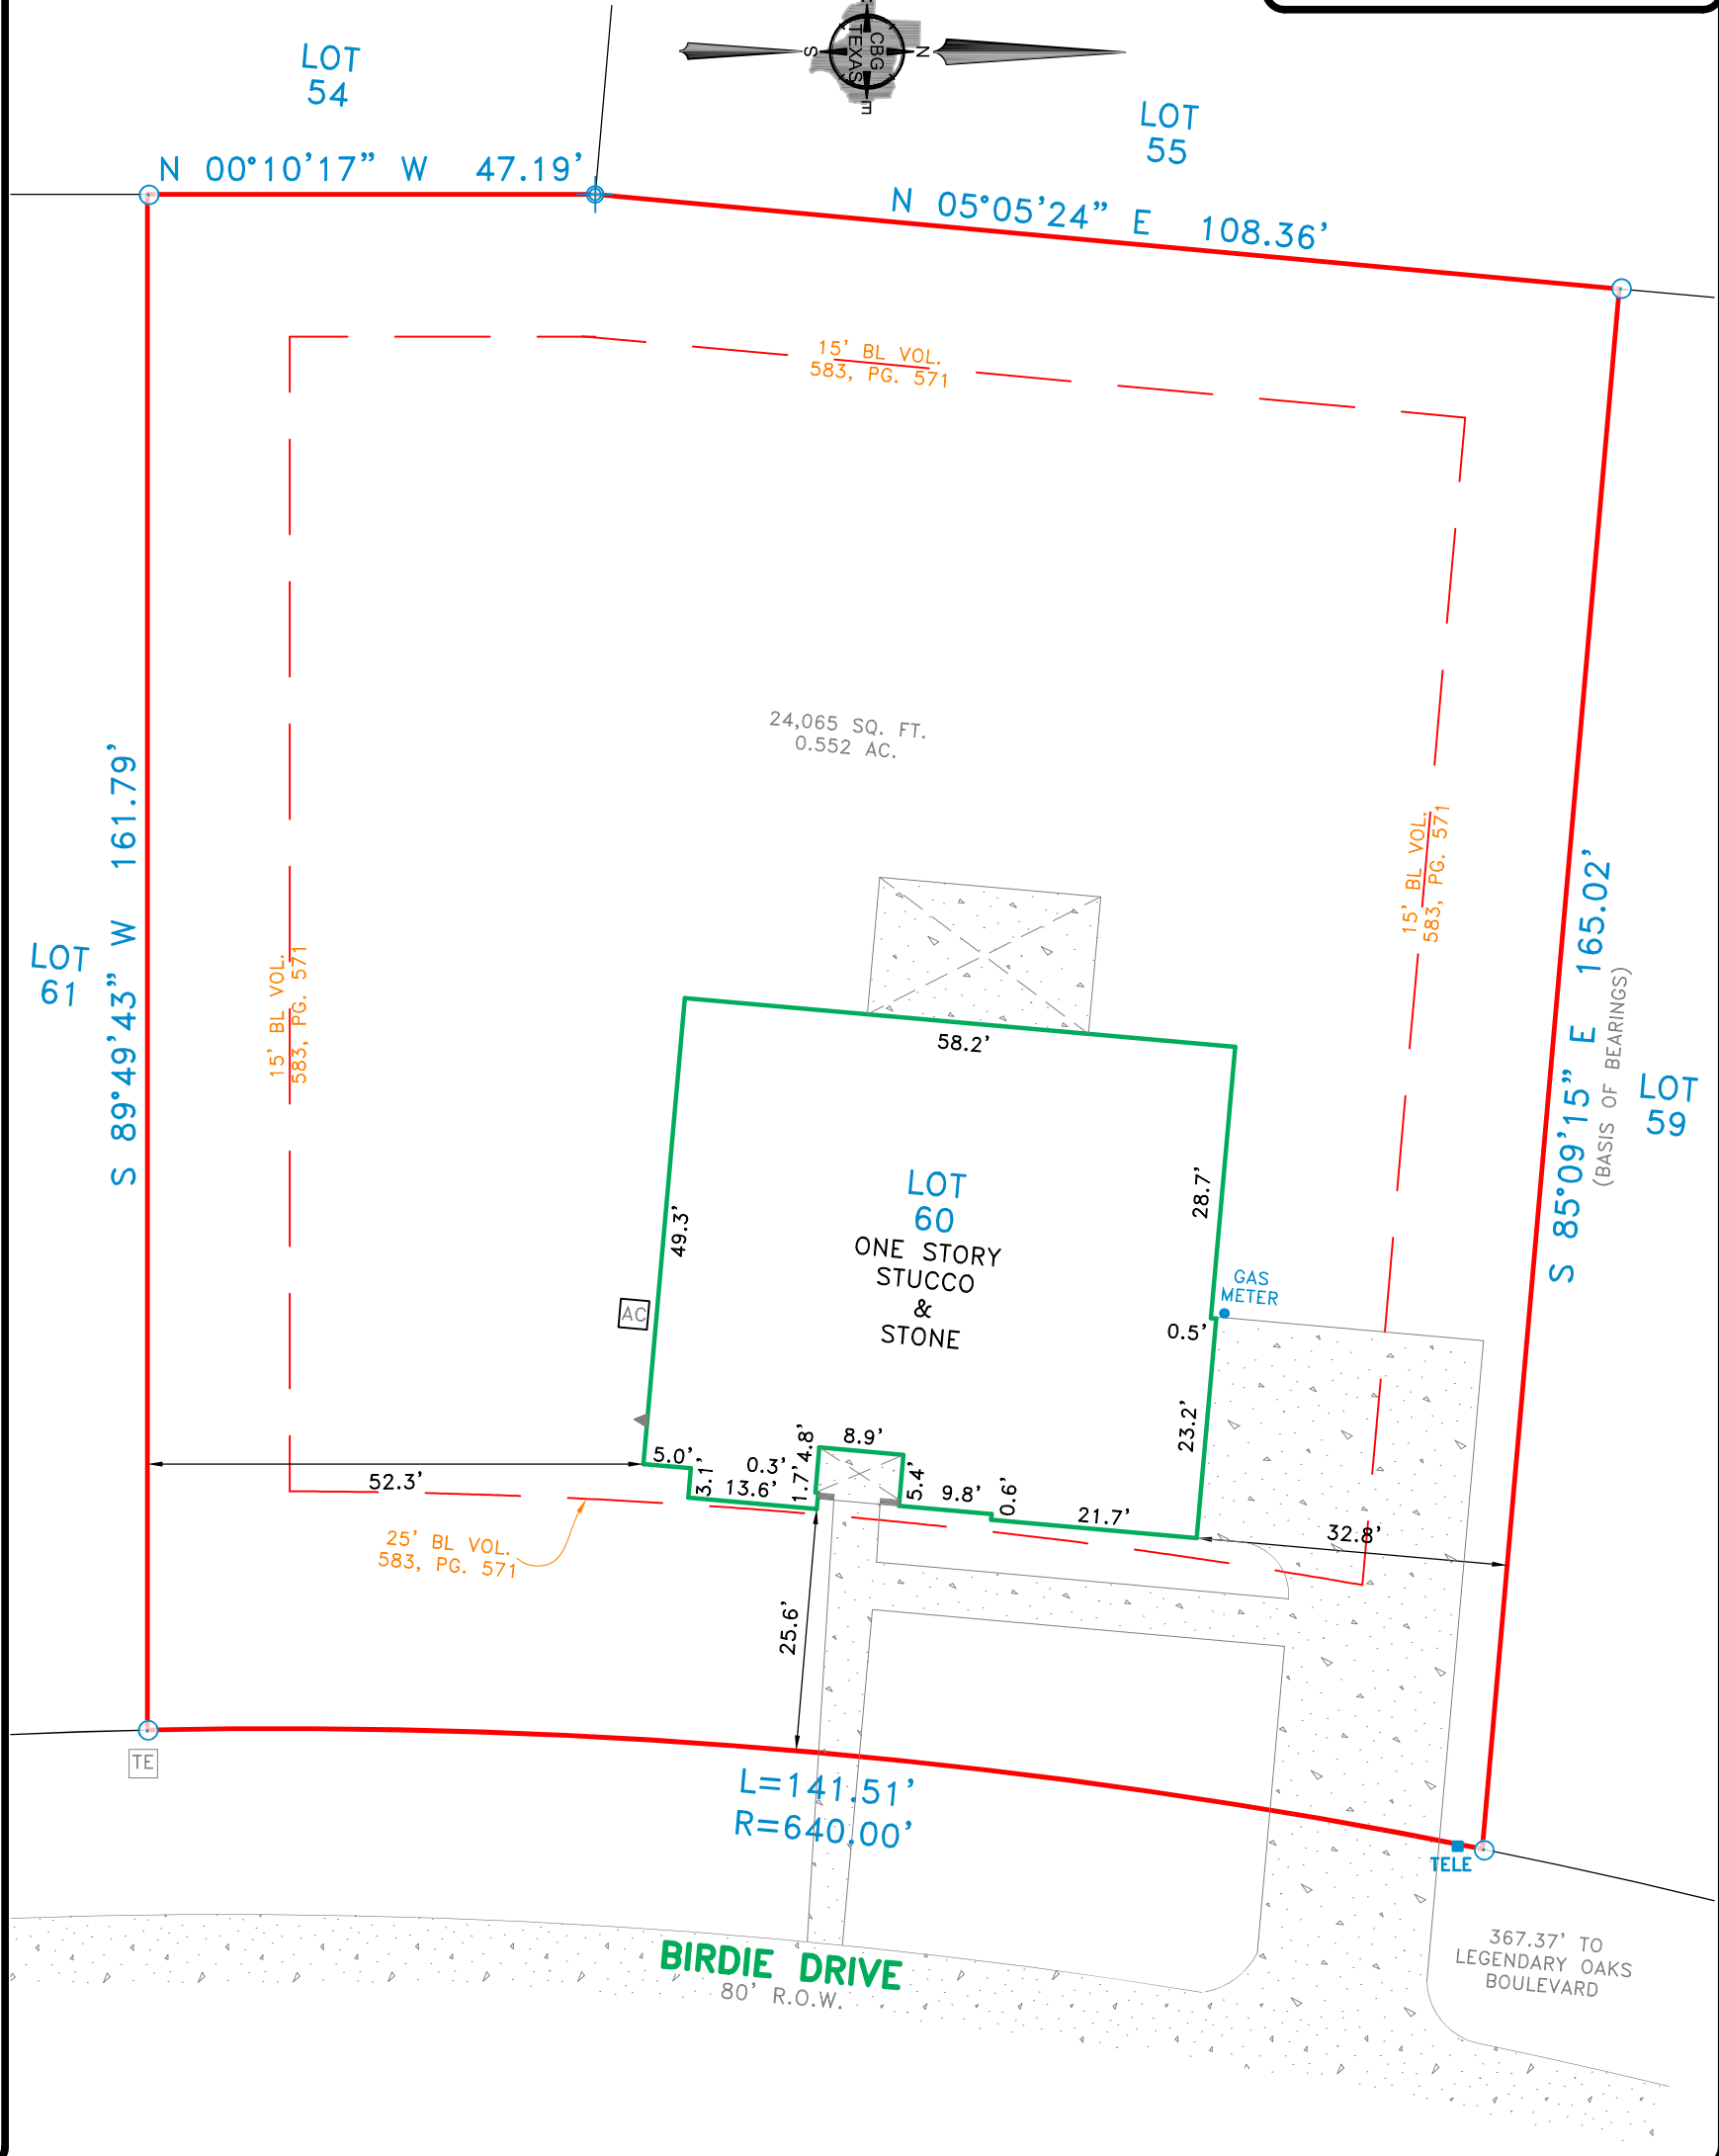 LOT
54
S
CBG
TEXAS
N
E
LOT
55
N 00°10'17” W 47.19'
N 05°05'24” E 108.36'
15' BL VOL.
583, PG. 571
24,065 SQ. FT.
0.552 AC.
S 89°49'43” W 161.79'
LOT
61
15' BL VOL.
583, PG. 571
15' BL VOL.
583, PG. 571
S 85°09'15” E 165.02'
(BASIS OF BEARINGS)
LOT
59
58.2'
49.3'
28.7'
LOT
60
ONE STORY
STUCCO
&
STONE
GAS
METER
AC
0.5'
23.2'
5.0'
3.1'
0.3'
13.6'
1.7'
4.8'
8.9'
5.4'
9.8'
0.6'
21.7'
52.3'
32.8'
25' BL VOL.
583, PG. 571
25.6'
TE
L=141.51'
R=640.00'
TELE
BIRDIE DRIVE
80' R.O.W.
367.37' TO
LEGENDARY OAKS
BOULEVARD